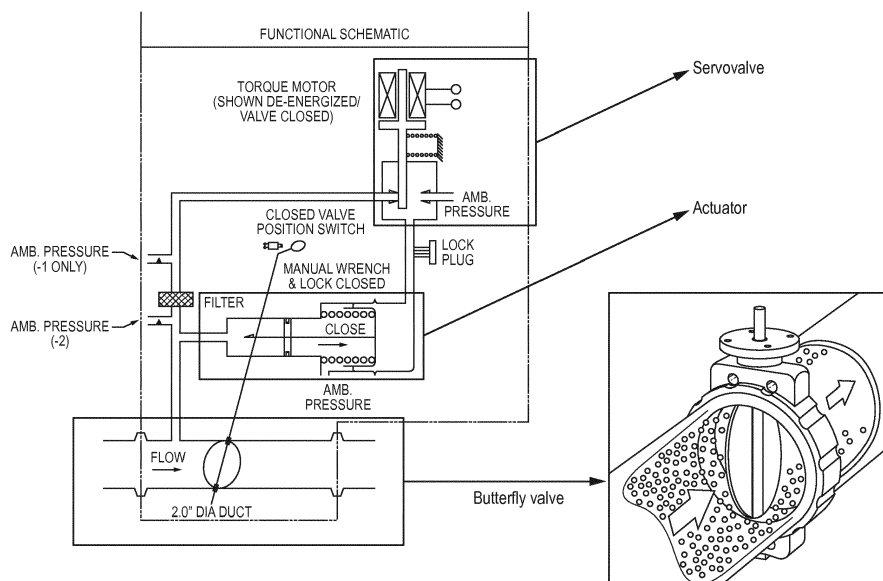 FUNCTIONAL SCHEMATIC
TORQUE MOTOR
(SHOWN DE-ENERGIZED/
VALVE CLOSED)
Servovalve
AMB.
PRESSURE
CLOSED VALVE
POSITION SWITCH
Actuator
LOCK
PLUG
AMB. PRESSURE
(-1 ONLY)
MANUAL WRENCH
& LOCK CLOSED
FILTER
AMB. PRESSURE
(-2)
CLOSE
AMB.
PRESSURE
FLOW
Butterfly valve
2.0" DIA DUCT